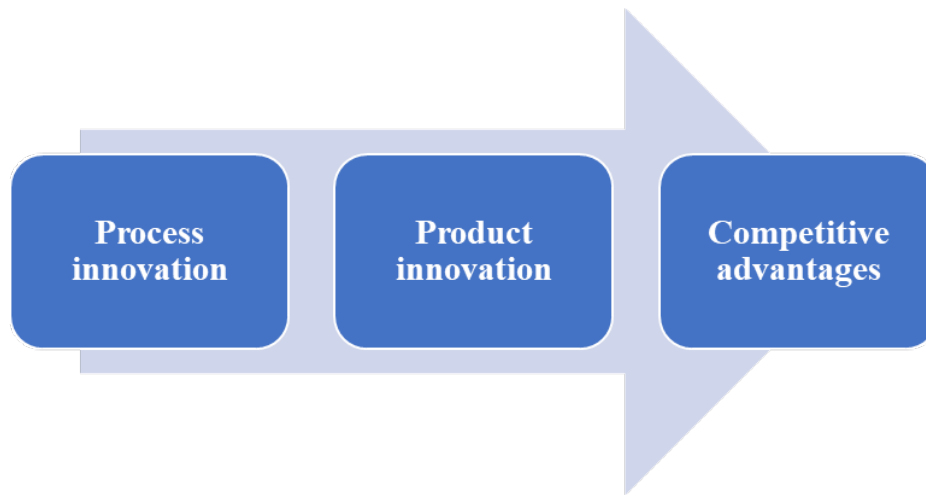 Process
innovation
Product
innovation
Competitive
advantages